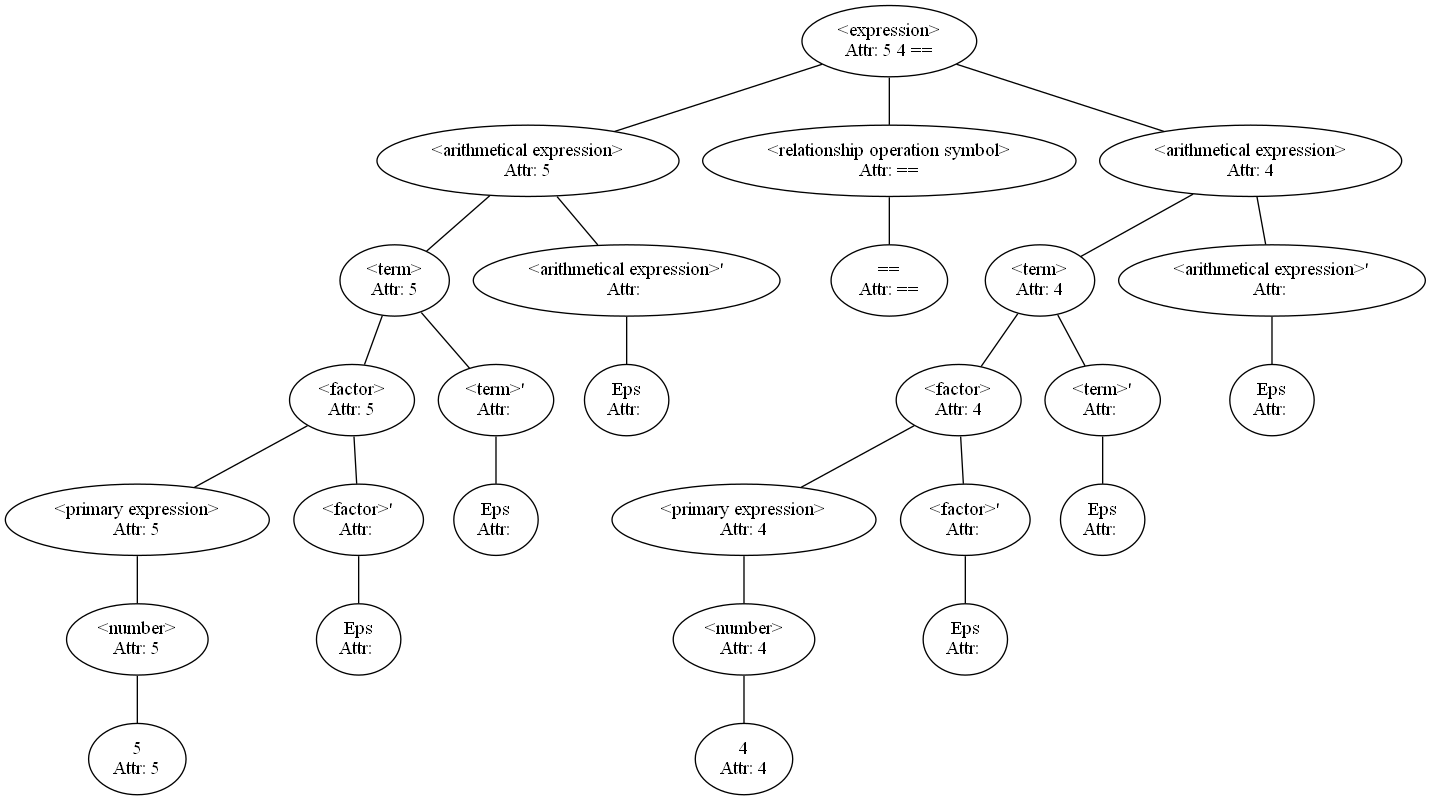 <expression>
Attr: 5 4 ==
<arithmetical expression>
Attr: 5
<relationship operation symbol>
Attr: ==
<arithmetical expression>
Attr: 4
<term>
Attr: 5
<arithmetical expression>'
Attr:
==
Attr: ==
<term>
Attr: 4
<arithmetical expression>'
Attr:
<factor>
Attr: 5
<term>'
Attr:
Eps
Attr:
<factor>
Attr: 4
<term>'
Attr:
Eps
Attr:
<primary expression>
Attr: 5
<factor>'
Attr:
Eps
Attr:
<primary expression>
Attr: 4
<factor>'
Attr:
Eps
Attr:
<number>
Attr: 5
Eps
Attr:
<number>
Attr: 4
Eps
Attr:
5
Attr: 5
4
Attr: 4